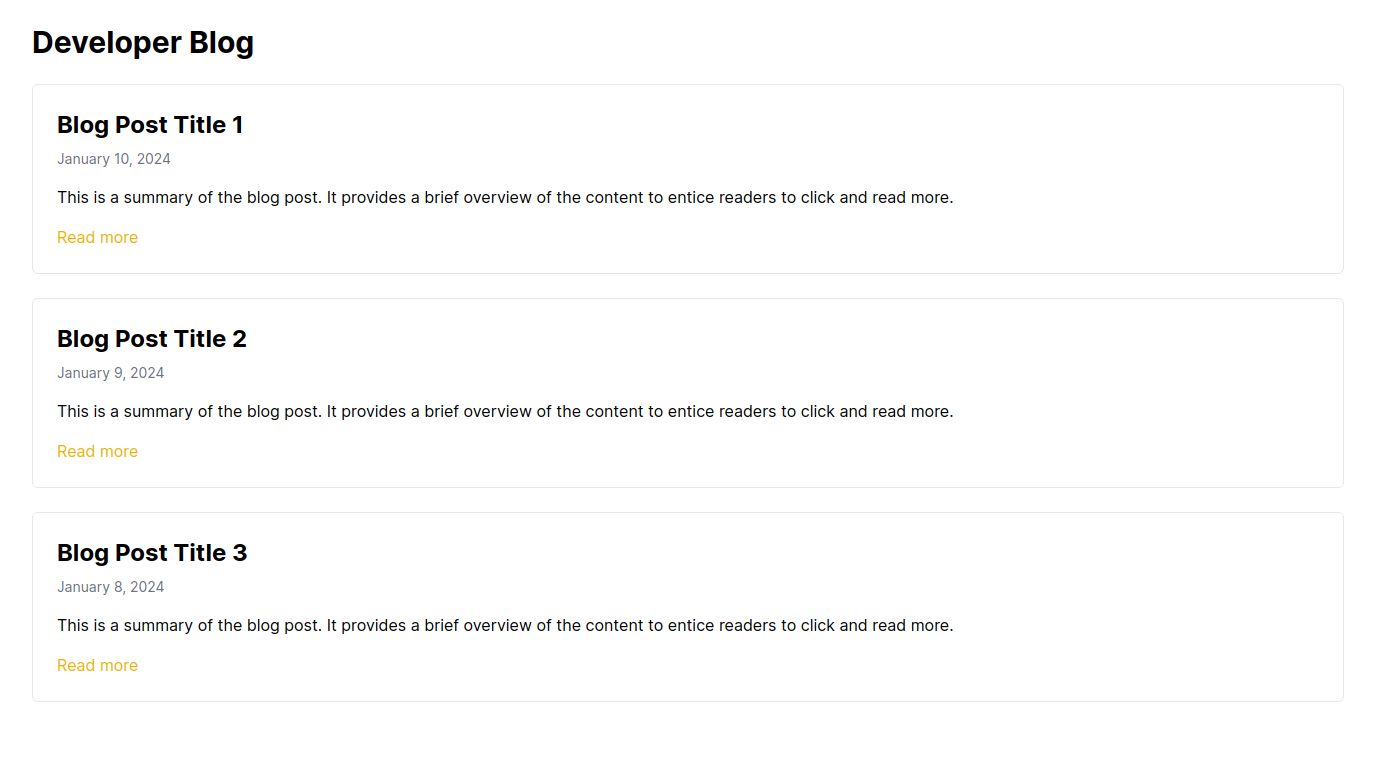 Developer Blog
Blog Post Title 1
January 10, 2024
This is a summary of the blog post. It provides a brief overview of the content to entice readers to click and read more.
Read more
Blog Post Title 2
January 9, 2024
This is a summary of the blog post. It provides a brief overview of the content to entice readers to click and read more.
Read more
Blog Post Title 3
January 8, 2024
This is a summary of the blog post. It provides a brief overview of the content to entice readers to click and read more.
Read more